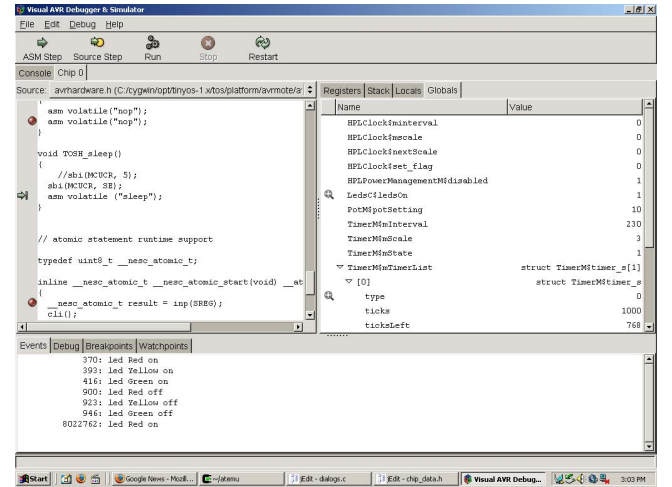 Visual AVR Debugger & Simulator
File Edit Debug Help
ASM Step Source Step Run Stop Restart
Console Chip 0
Source: avrhardware.h (C:/cygwin/opt/tinyos-1.x/tos/platform/avrmote/a
asm volatile("nop");
asm volatile("nop");
}
void TOSH_sleep()
{
//sbi(MCUCR, 5);
sbi(MCUCR, SE);
asm volatile ("sleep");
}
// atomic statement runtime support
typedef uint8_t __nesc_atomic_t;
inline __nesc_atomic_t __nesc_atomic_start(void) __at
{
__nesc_atomic_t result = inp(SREG);
cli();
Registers Stack Locals Globals
Name Value
HPLClock$minterval 0
HPLClock$mscale 0
HPLClock$nextScale 0
HPLClock$set_flag 0
HPLPowerManagementM$disabled 1
LedsC$ledsOn 1
PotM$potSetting 10
TimerM$mInterval 230
TimerM$mScale 3
TimerM$mState 1
TimerM$mTimerList struct TimerM$timer_s[1]
[0] struct TimerM$timer_s
type 0
ticks 1000
ticksLeft 768
Events Debug Breakpoints Watchpoints
370: led Red on
393: led Yellow on
416: led Green on
900: led Red off
923: led Yellow off
946: led Green off
8022762: led Red on
Start Google News - Mozill... ~/atemu jEdit - dialogs.c jEdit - chip_data.h Visual AVR Debug... 3:03 PM